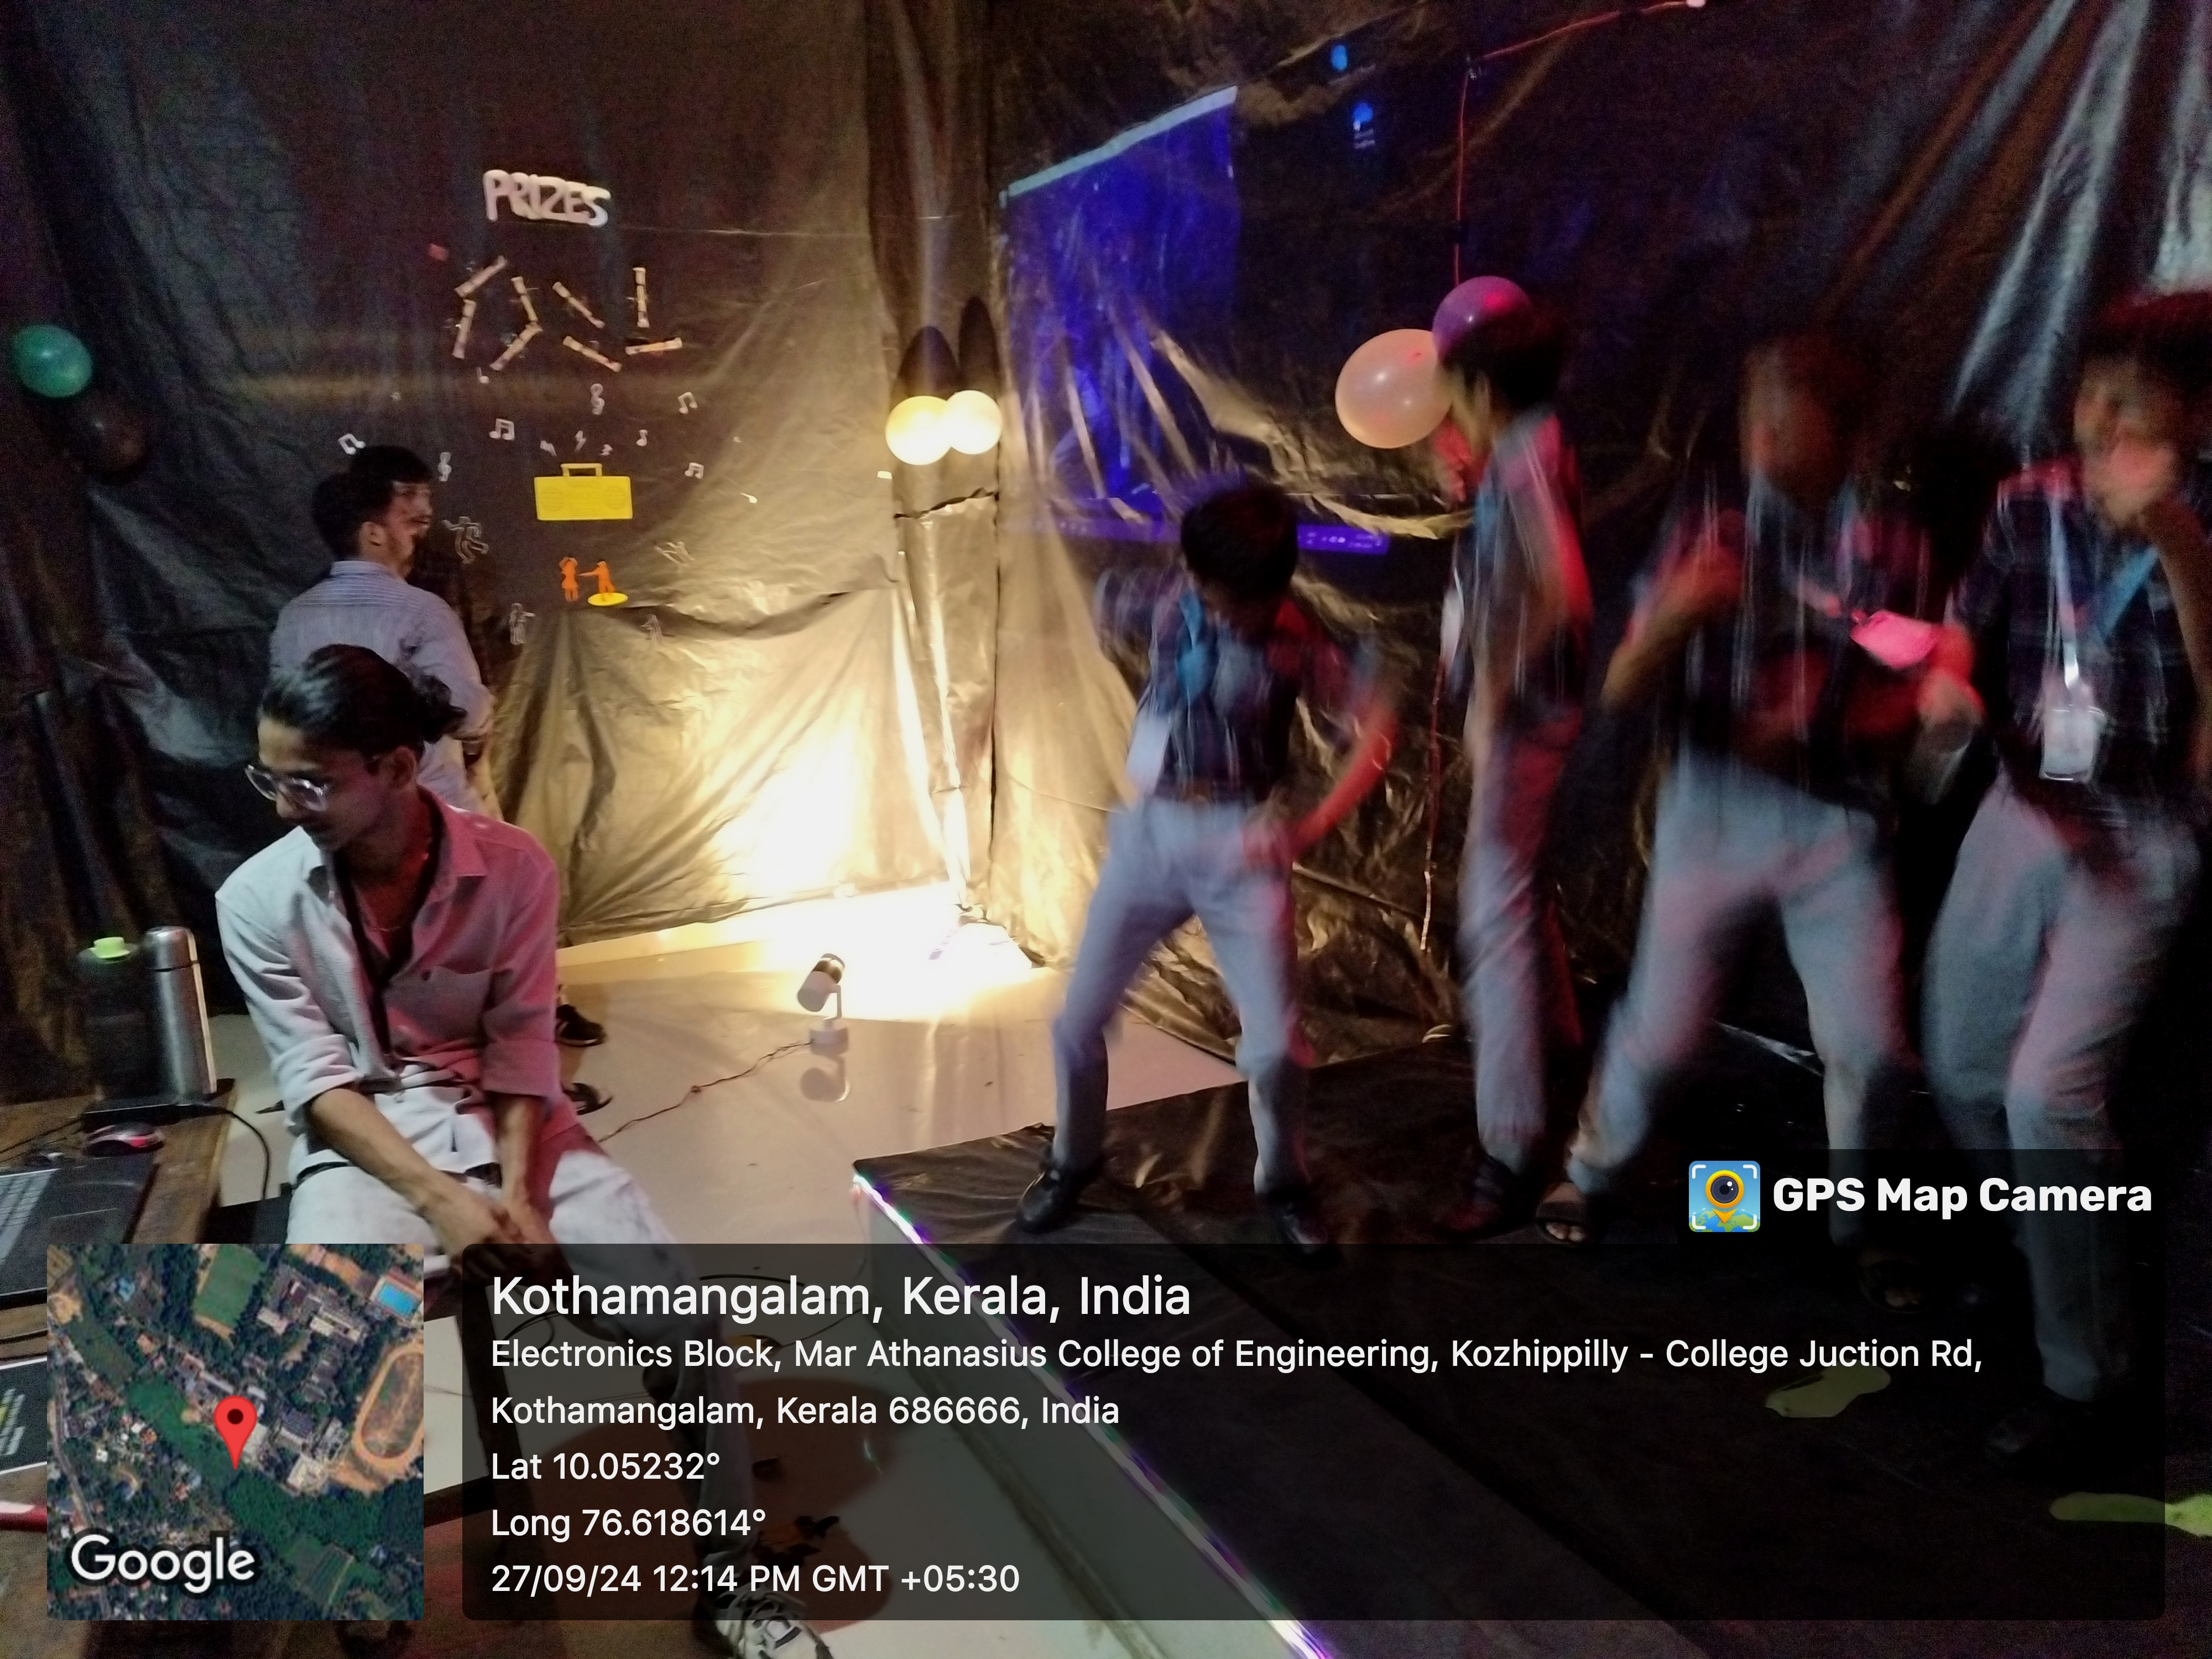 PRIZES
GPS Map Camera
Kothamangalam, Kerala, India
Electronics Block, Mar Athanasius College of Engineering, Kozhippilly - College Juction Rd,
Kothamangalam, Kerala 686666, India
Lat 10.05232°
Long 76.618614°
27/09/24 12:14 PM GMT +05:30
Google